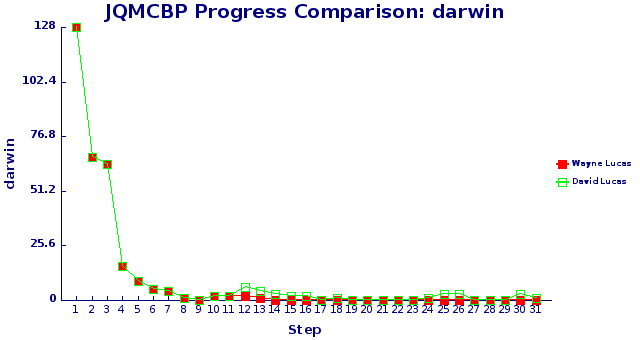 JQMCBP Progress Comparison: darwin
128
102.4
76.8
51.2
25.6
0
darwin
1 2 3 4 5 6 7 8 9 10 11 12 13 14 15 16 17 18 19 20 21 22 23 24 25 26 27 28 29 30 31
Step
Wayne Lucas
David Lucas